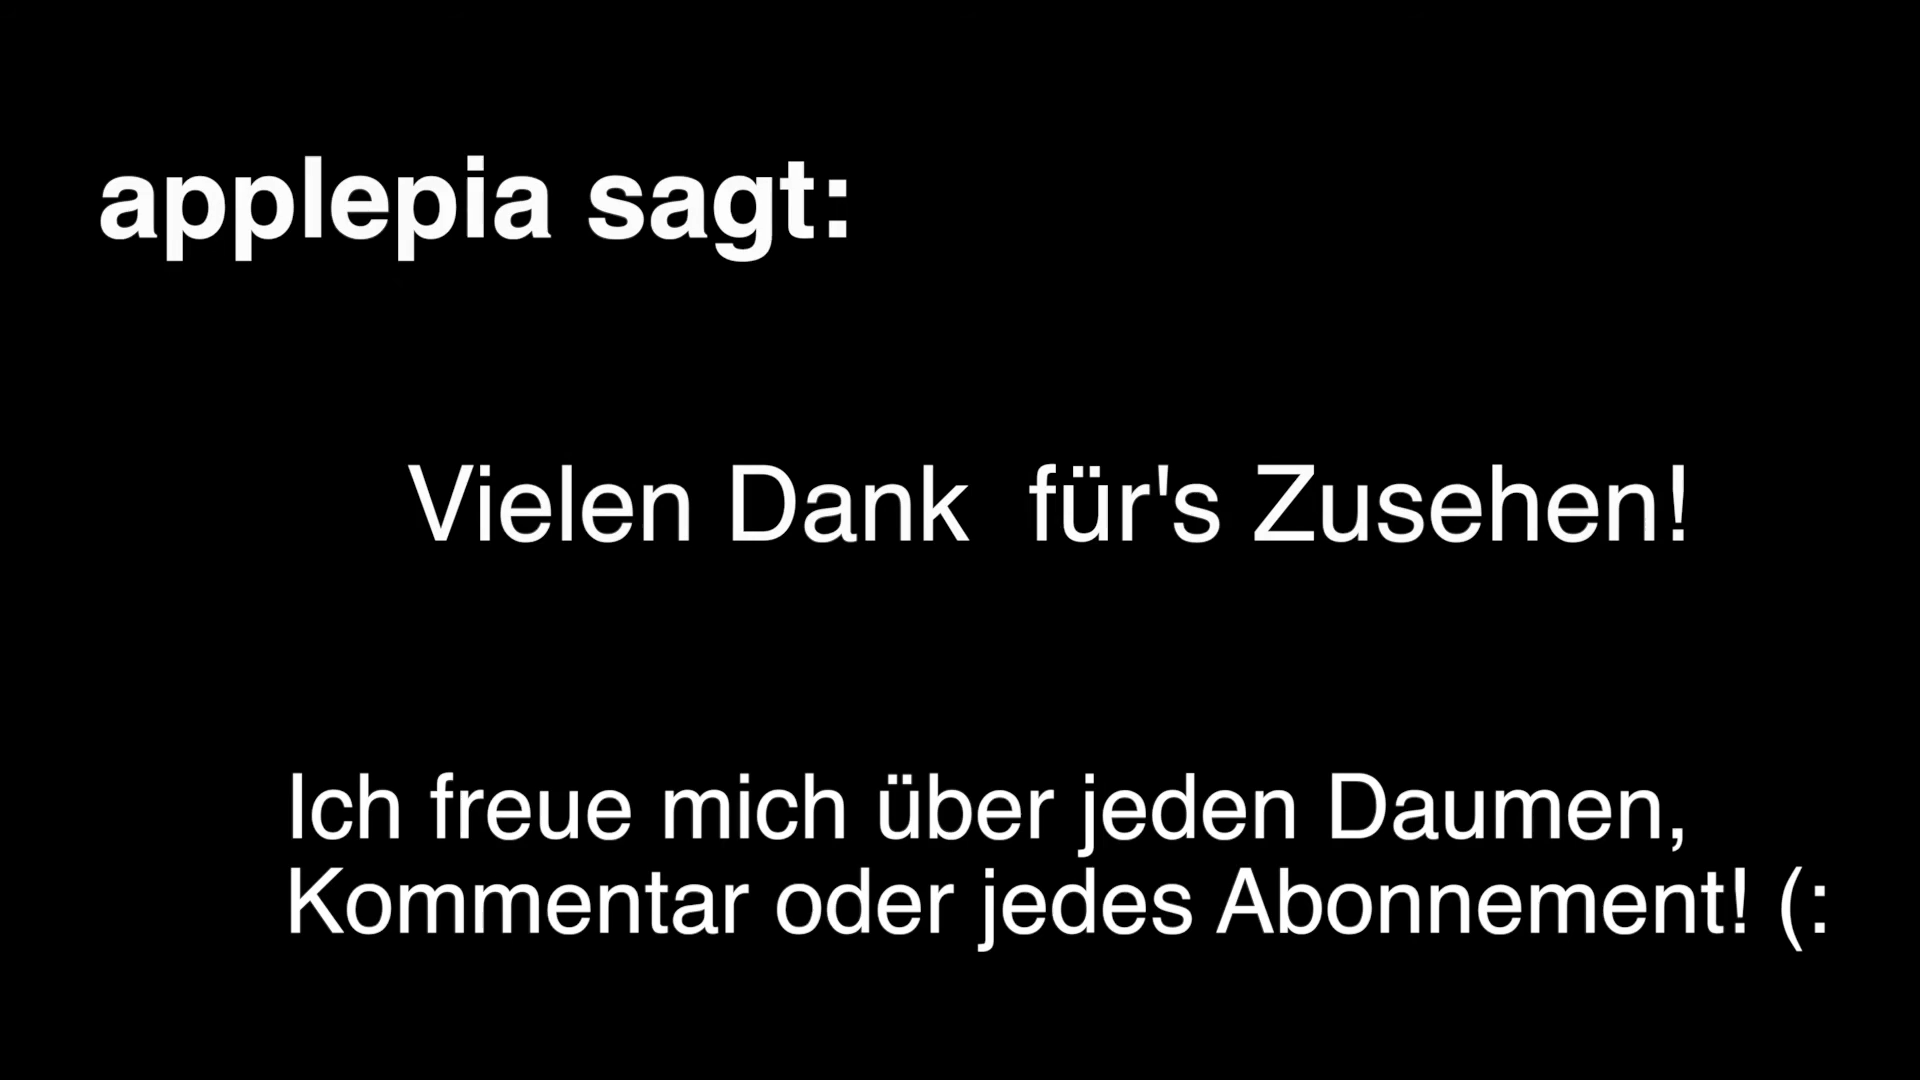 applepia sagt:
Vielen Dank  für's Zusehen!
Ich freue mich über jeden Daumen,
Kommentar oder jedes Abonnement! (: